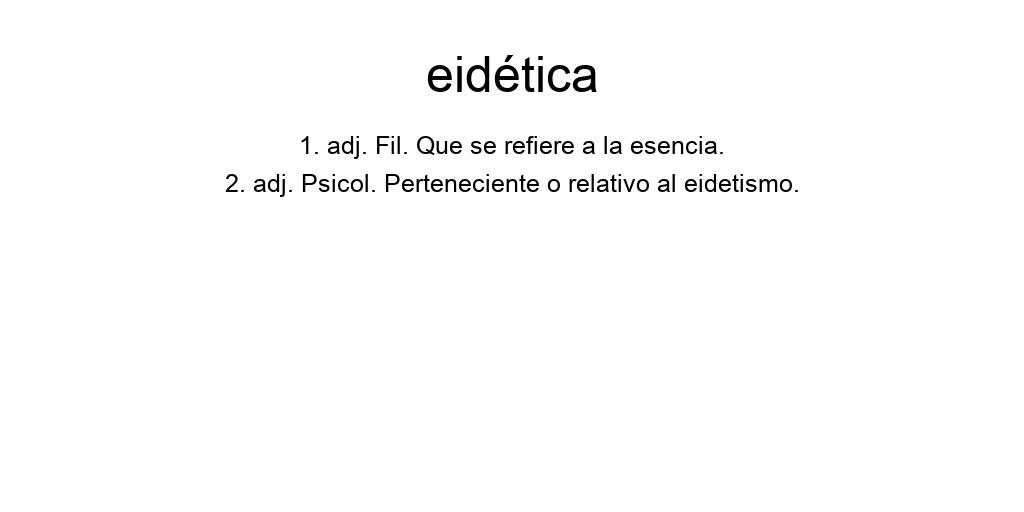 eidética
1. adj. Fil. Que se refiere a la esencia.
2. adj. Psicol. Perteneciente o relativo al eidetismo.